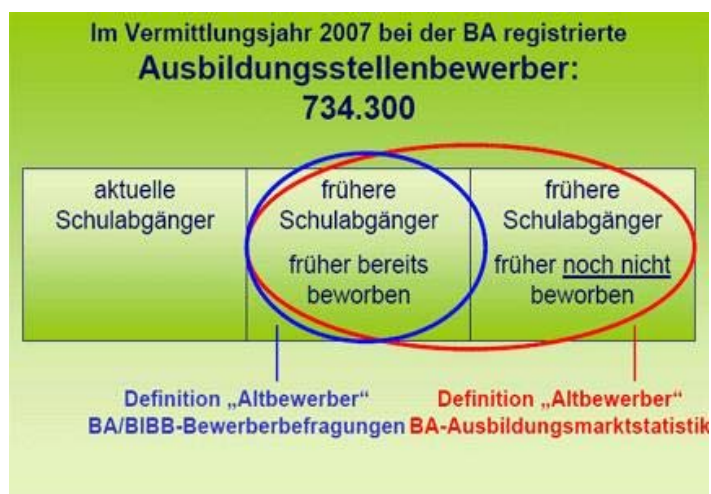 Im Vermittlungsjahr 2007 bei der BA registrierte
Ausbildungsstellenbewerber:
734.300
aktuelle
Schulabgänger
frühere
Schulabgänger
früher bereits
beworben
frühere
Schulabgänger
früher noch nicht
beworben
Definition „Altbewerber“
BA/BIBB-Bewerberbefragungen
Definition „Altbewerber“
BA-Ausbildungsmarktstatistik